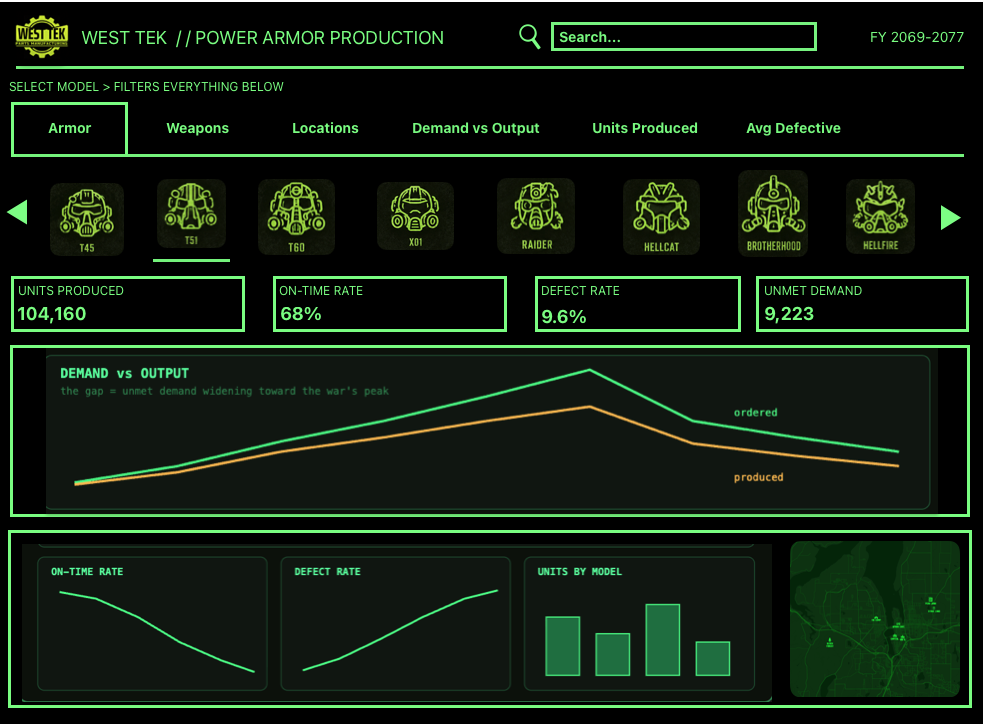 WEST TEK
PARTS MANUFACTURING
WEST TEK // POWER ARMOR PRODUCTION
Search...
FY 2069-2077
SELECT MODEL > FILTERS EVERYTHING BELOW
Armor
Weapons
Locations
Demand vs Output
Units Produced
Avg Defective
T45
T51
T60
X01
RAIDER
HELLCAT
BROTHERHOOD
HELLFIRE
UNITS PRODUCED
104,160
ON-TIME RATE
68%
DEFECT RATE
9.6%
UNMET DEMAND
9,223
DEMAND vs OUTPUT
the gap = unmet demand widening toward the war's peak
ordered
produced
ON-TIME RATE
DEFECT RATE
UNITS BY MODEL